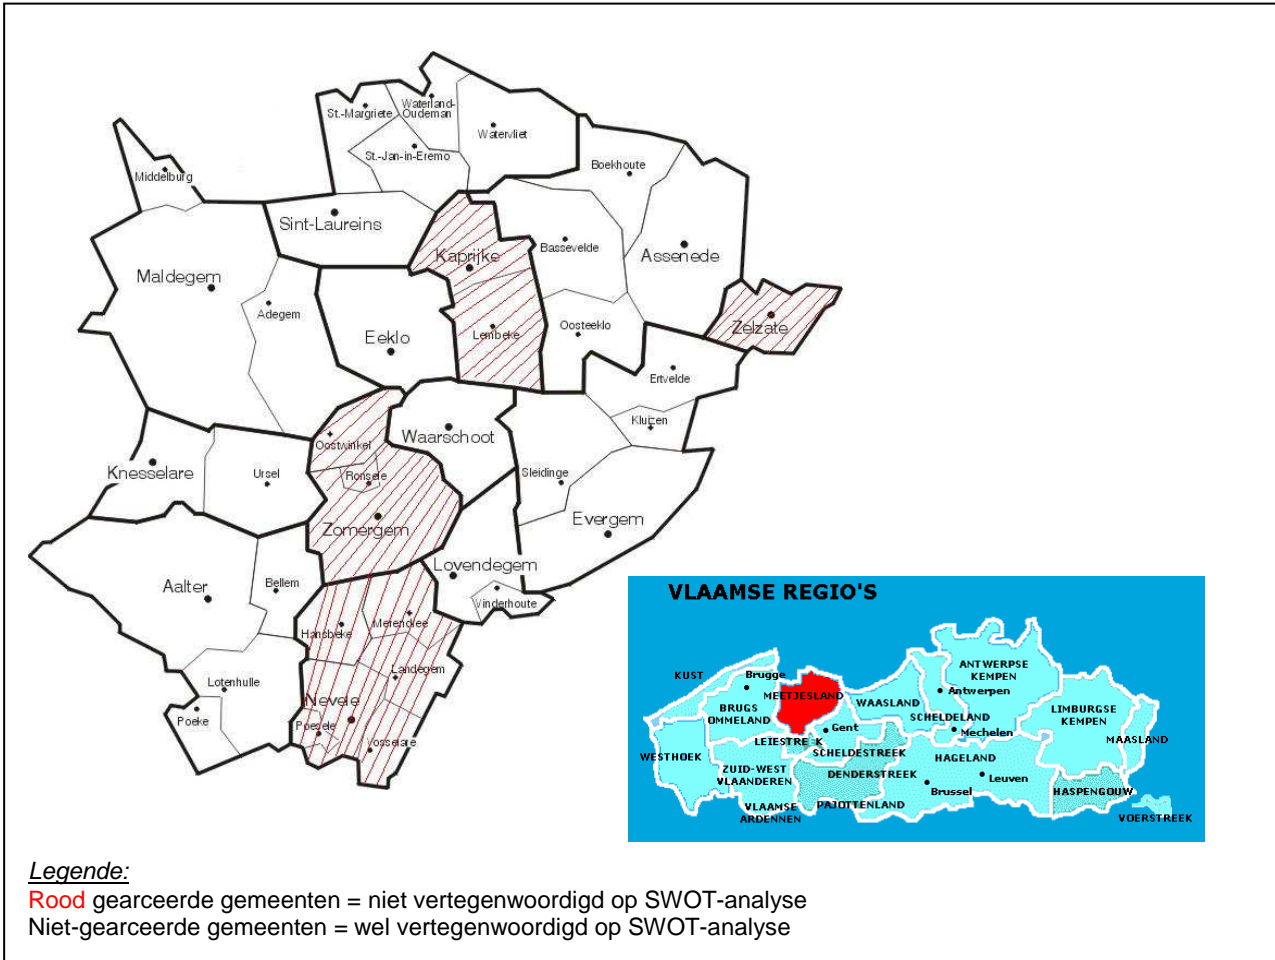 Waterland-
Oudeman
St.-Margriete
Watervliet
St.-Jan-in-Eremo
Boekhoute
Middelburg
Sint-Laureins
Kaprijke
Bassevelde
Assenede
Maldegem
Adegem
Zelzate
Eeklo
Lembeke
Oosteeklo
Ertvelde
Kluizen
Waarschoot
Oostwinkel
Knesselare
Ursel
Ronsele
Sleidinge
Zomergem
Evergem
Lovendegem
Aalter
Bellem
Vinderhoute
Hansbeke
Merendree
Landegem
Lotenhulle
Nevele
Poeke
Poesele
Vosselare
VLAAMSE REGIO'S
KUST
Brugge
MEETJESLAND
ANTWERPSE
KEMPEN
Antwerpen
BRUGS
OMMELAND
WAASLAND
SCHELDELAND
LIMBURGSE
KEMPEN
Gent
Mechelen
MAASLAND
LEIESTREEK
SCHELDESTREEK
WESTHOEK
HAGELAND
ZUID-WEST
VLAANDEREN
DENDERSTREEK
Leuven
Brussel
HASPENGOUW
VLAAMSE
ARDENNEN
PAJOTTENLAND
VOERSTREEK
Legende:
Rood gearceerde gemeenten = niet vertegenwoordigd op SWOT-analyse
Niet-gearceerde gemeenten = wel vertegenwoordigd op SWOT-analyse